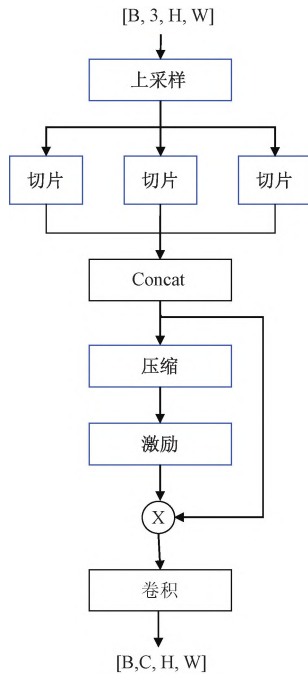 [B, 3, H, W]
上采样
切片 切片 切片
Concat
压缩
激励
X
卷积
[B,C, H, W]